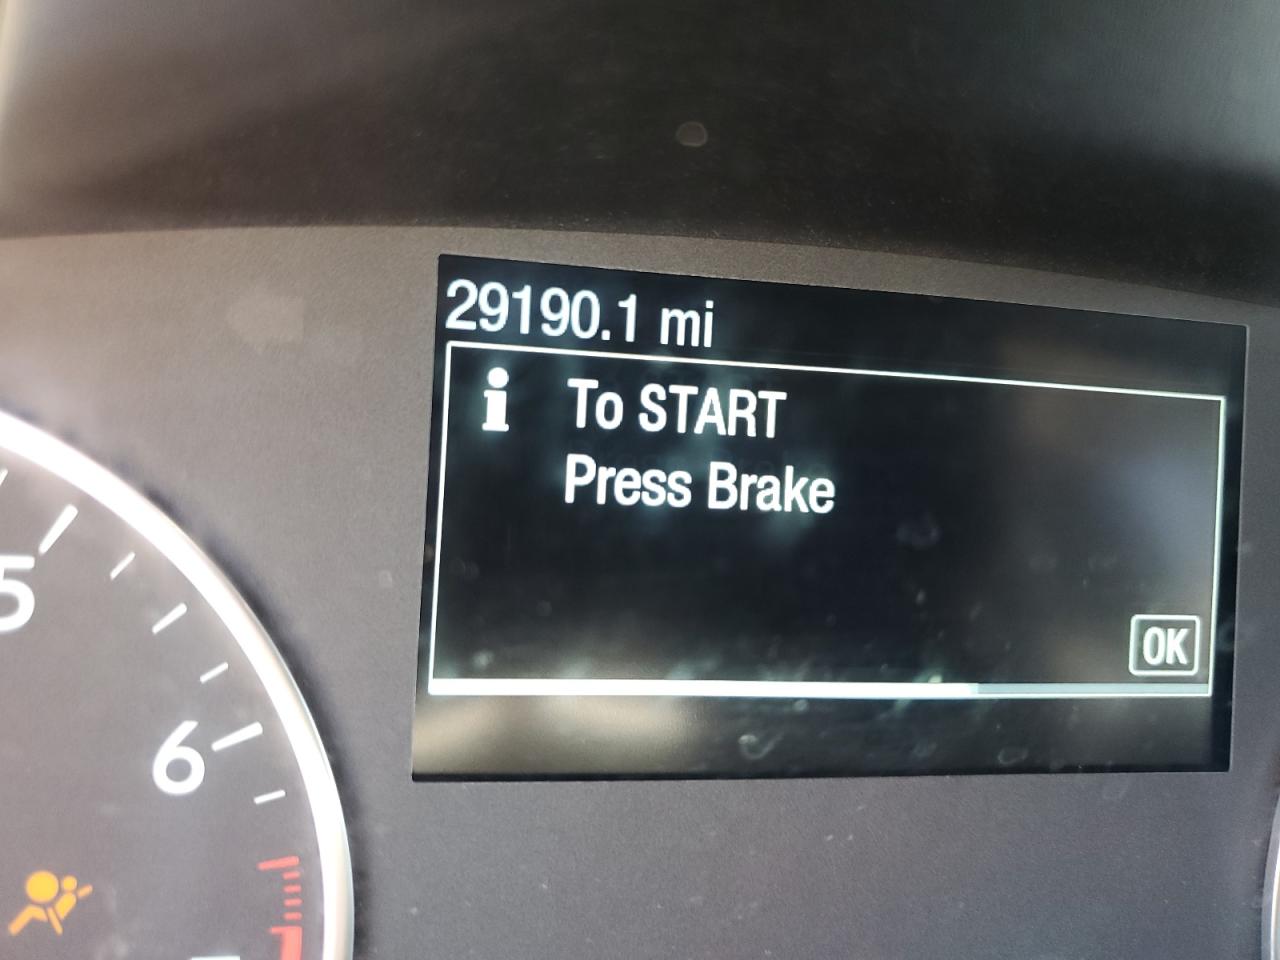 29190.1 mi
i To START
Press Brake
OK
5
6